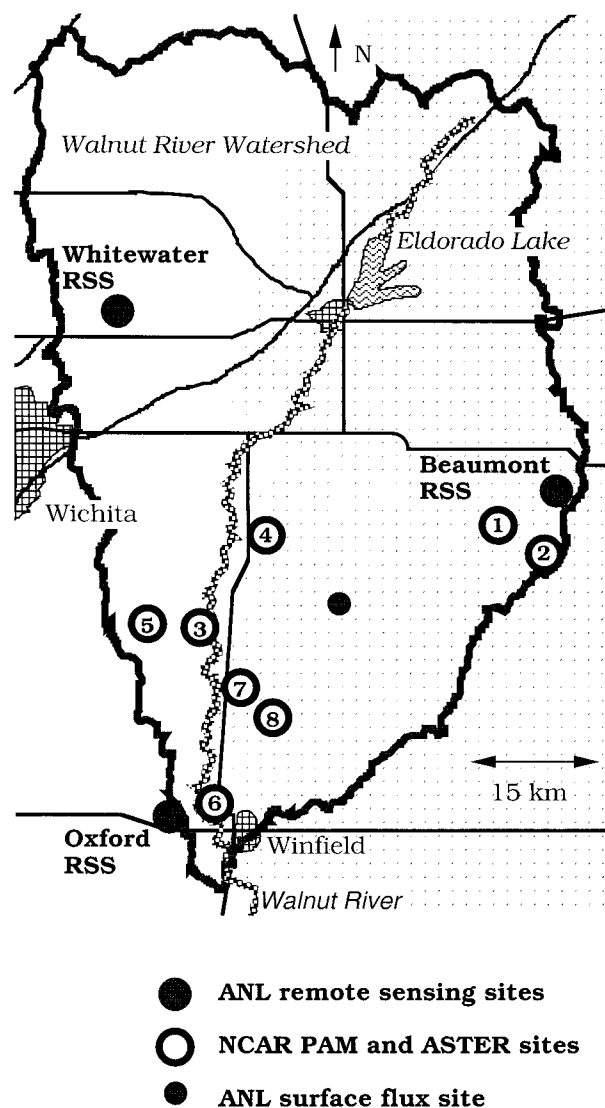 N
Walnut River Watershed
Whitewater
RSS
Eldorado Lake
Beaumont
RSS
Wichita
1
4
2
5
3
7
8
15 km
6
Oxford
RSS
Winfield
Walnut River
ANL remote sensing sites
NCAR PAM and ASTER sites
ANL surface flux site